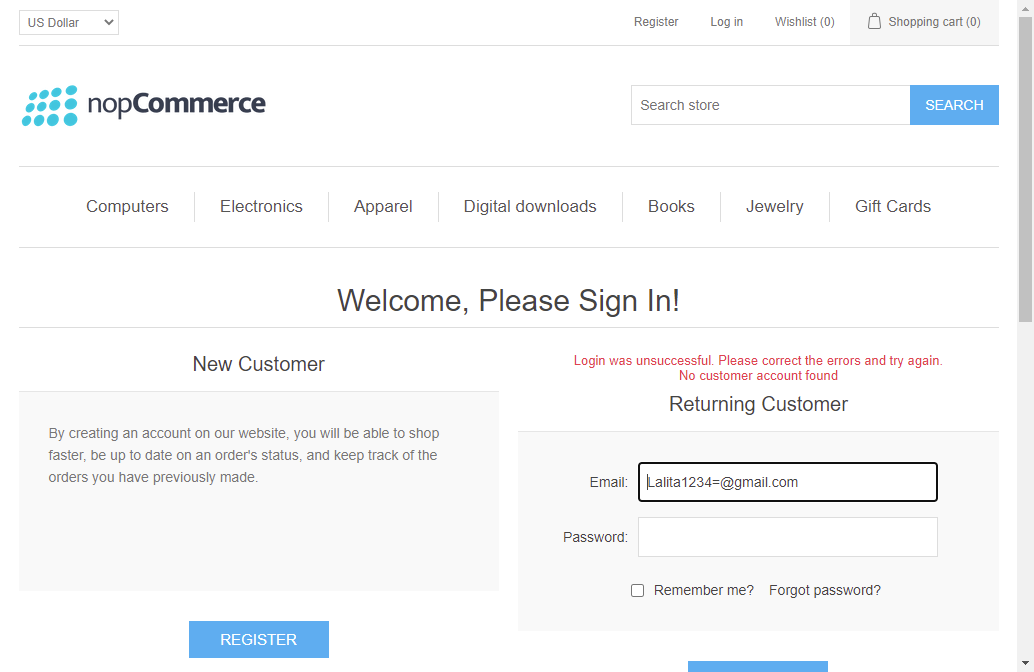 US Dollar
Register
Log in
Wishlist (0)
Shopping cart (0)
nopCommerce
Search store
SEARCH
Computers
Electronics
Apparel
Digital downloads
Books
Jewelry
Gift Cards
Welcome, Please Sign In!
New Customer
By creating an account on our website, you will be able to shop
faster, be up to date on an order's status, and keep track of the
orders you have previously made.
REGISTER
Login was unsuccessful. Please correct the errors and try again.
No customer account found
Returning Customer
Email:
Lalita1234=@gmail.com
Password:
Remember me?
Forgot password?